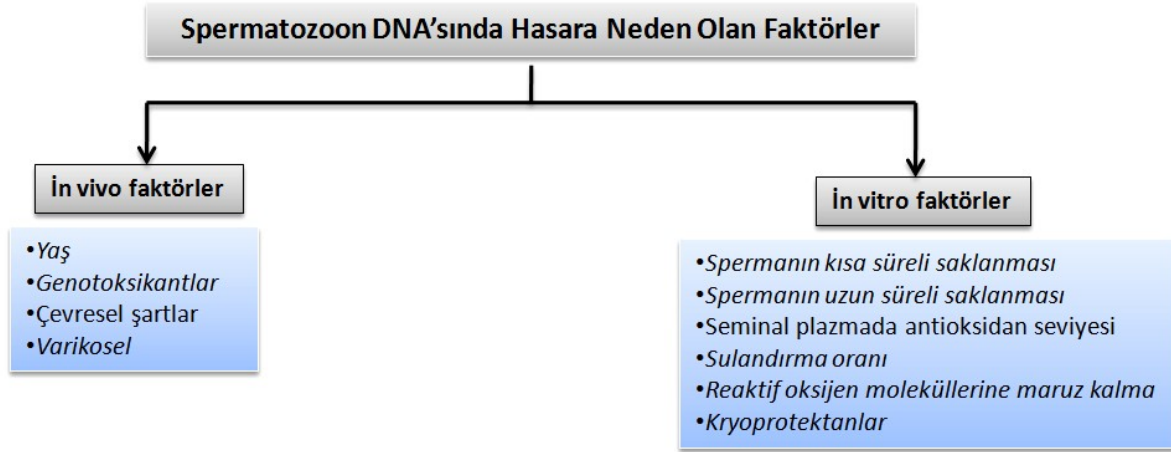 Spermatozoon DNA’sında Hasara Neden Olan Faktörler
İn vivo faktörler
•Yaş
•Genotoksikantlar
•Çevresel şartlar
•Varikosel
İn vitro faktörler
•Spermanın kısa süreli saklanması
•Spermanın uzun süreli saklanması
•Seminal plazmada antioksidan seviyesi
•Sulandırma oranı
•Reaktif oksijen moleküllerine maruz kalma
•Kryoprotektanlar